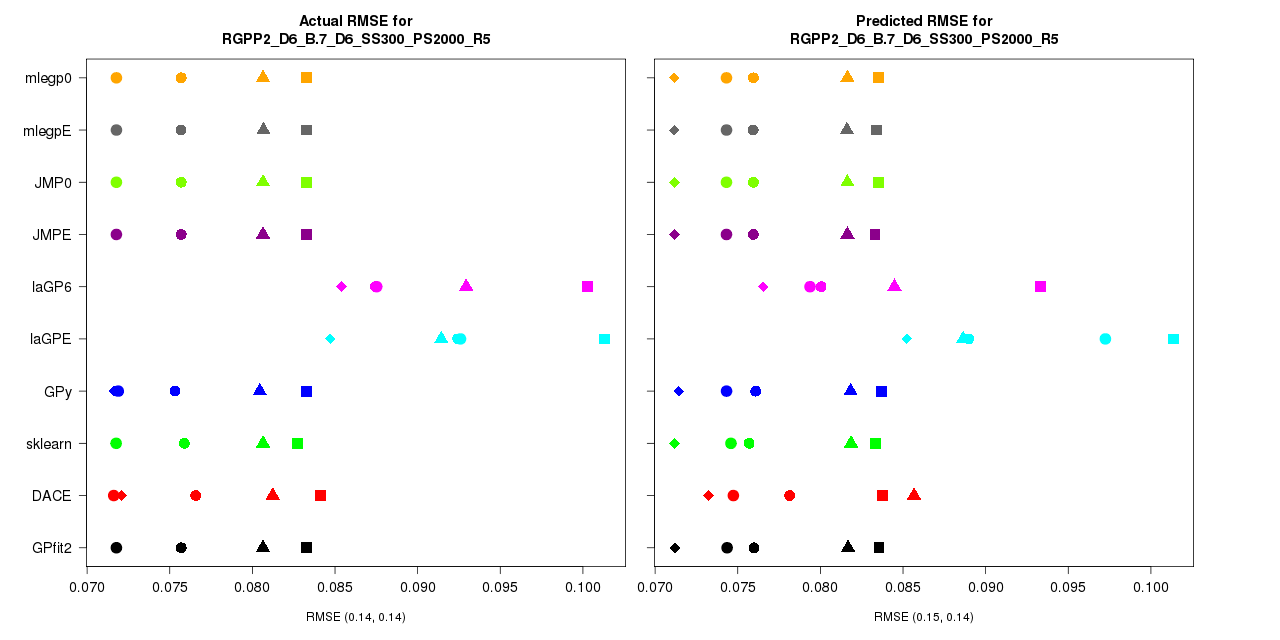 Actual RMSE for
RGPP2_D6_B.7_D6_SS300_PS2000_R5
Predicted RMSE for
RGPP2_D6_B.7_D6_SS300_PS2000_R5
mlegp0
mlegpE
JMP0
JMPE
laGP6
laGPE
GPy
sklearn
DACE
GPfit2
0.070 0.075 0.080 0.085 0.090 0.095 0.100
0.070 0.075 0.080 0.085 0.090 0.095 0.100
RMSE (0.14, 0.14)
RMSE (0.15, 0.14)